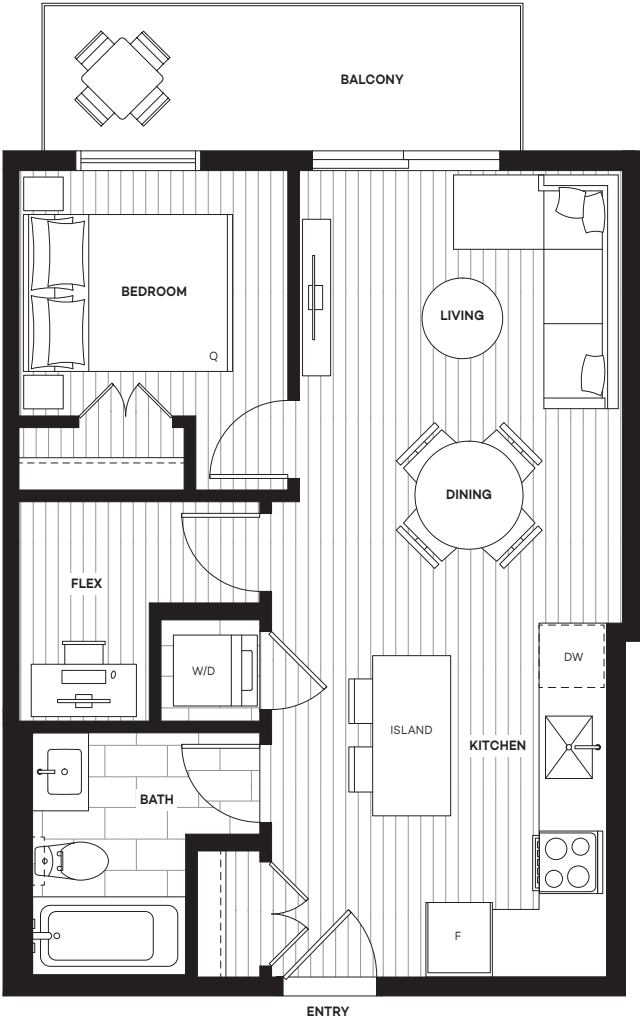 BALCONY
BEDROOM
Q
LIVING
DINING
FLEX
W/D
DW
ISLAND
KITCHEN
BATH
F
ENTRY